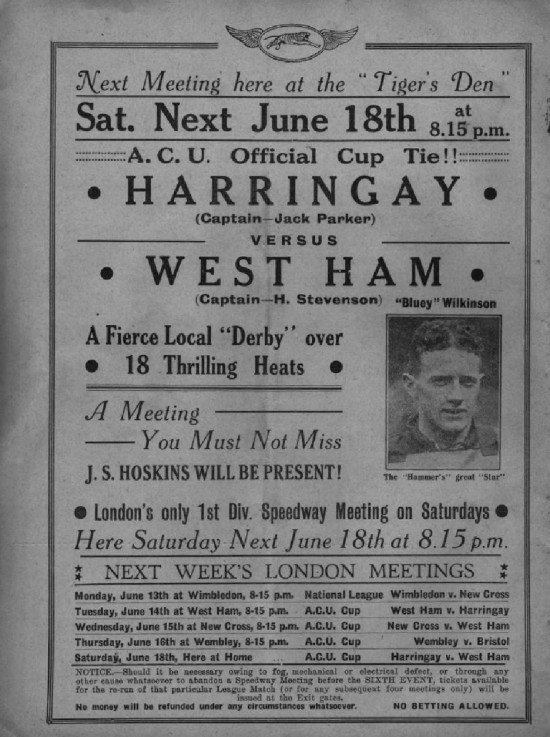 Next Meeting here at the "Tiger's Den"
Sat. Next June 18th at 8.15 p.m.
A.C.U. Official Cup Tie!!
• HARRINGAY •
(Captain—Jack Parker)
VERSUS
• WEST HAM •
(Captain—H. Stevenson) "Bluey" Wilkinson
A Fierce Local "Derby" over
• 18 Thrilling Heats •
A Meeting
You Must Not Miss
J. S. HOSKINS WILL BE PRESENT!
The "Hammer's" great "Star"
• London's only 1st Div. Speedway Meeting on Saturdays •
Here Saturday Next June 18th at 8.15 p.m.
NEXT WEEK'S LONDON MEETINGS
Monday, June 13th at Wimbledon, 8-15 p.m. National League Wimbledon v. New Cross
Tuesday, June 14th at West Ham, 8-15 p.m. A.C.U. Cup West Ham v. Harringay
Wednesday, June 15th at New Cross, 8-15 p.m. A.C.U. Cup New Cross v. West Ham
Thursday, June 16th at Wembley, 8-15 p.m. A.C.U. Cup Wembley v. Bristol
Saturday, June 18th, Here at Home ... A.C.U. Cup Harringay v. West Ham
NOTICE.—Should it be necessary owing to fog, mechanical or electrical defect, or through any
other cause whatsoever to abandon a Speedway Meeting before the SIXTH EVENT, tickets available
for the re-run of that particular League Match (or for any subsequent four meetings only) will be
issued at the Exit gates.
No money will be refunded under any circumstances whatsoever. NO BETTING ALLOWED.